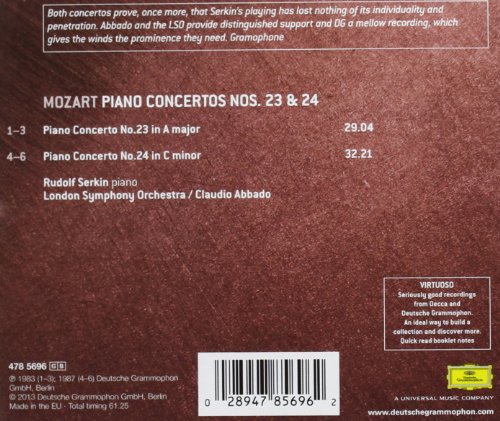 Both concertos prove, once more, that Serkin's playing has lost nothing of its individuality and
penetration. Abbado and the LSO provide distinguished support and DG a mellow recording, which
gives the winds the prominence they need. Gramophone
MOZART PIANO CONCERTOS NOS. 23 & 24
1–3 Piano Concerto No.23 in A major 29.04
4–6 Piano Concerto No.24 in C minor 32.21
Rudolf Serkin piano
London Symphony Orchestra / Claudio Abbado
VIRTUOSO
Seriously good recordings
from Decca and
Deutsche Grammophon.
An ideal way to build a
collection and discover more.
Quick read booklet notes
478 5696 GB
℗ 1983 (1–3); 1987 (4–6) Deutsche Grammophon
GmbH, Berlin
© 2013 Deutsche Grammophon GmbH, Berlin
Made in the EU · Total timing 61.25
0 28947 85696 2
Deutsche
Grammophon
A UNIVERSAL MUSIC COMPANY
www.deutschegrammophon.com